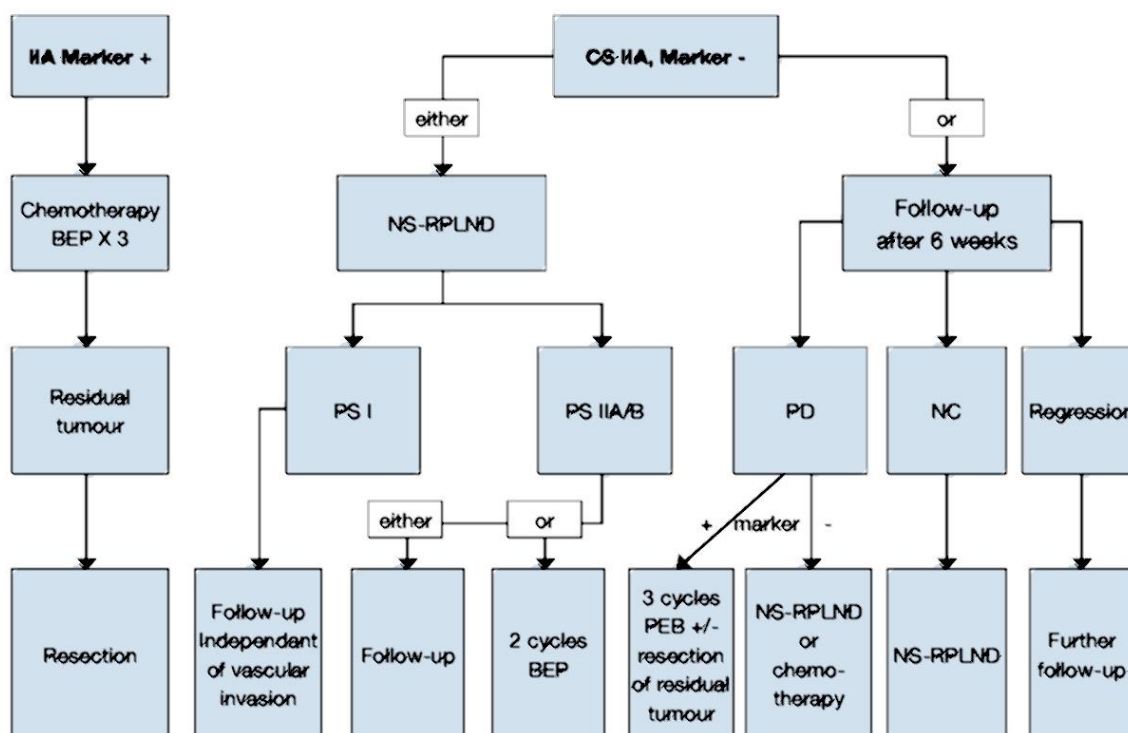 IIA Marker +
CS IIA, Marker -
either
or
Chemotherapy
BEP X 3
NS-RPLND
Follow-up
after 6 weeks
Residual
tumour
PS I
PS IIA/B
PD
NC
Regression
either
or
+ marker -
Resection
Follow-up
Independant
of vascular
invasion
Follow-up
2 cycles
BEP
3 cycles
PEB +/-
resection
of residual
tumour
NS-RPLND
or
chemo-
therapy
NS-RPLND
Further
follow-up